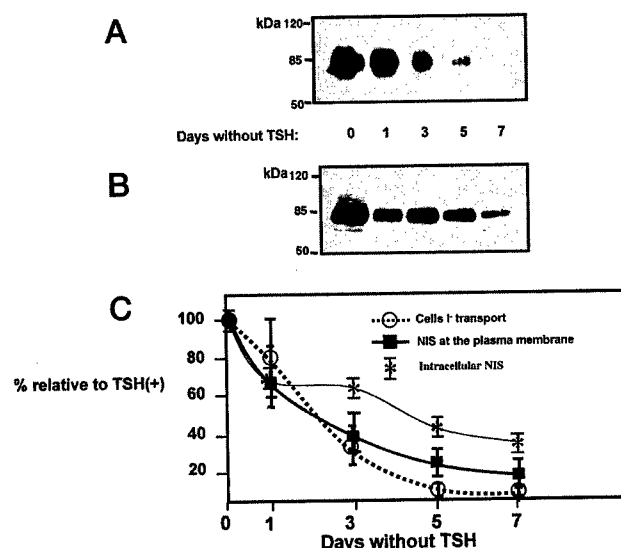 A
kDa 120
85
50
Days without TSH: 0 1 3 5 7
B
kDa 120
85
50
C
100
80
60
40
20
% relative to TSH(+)
Cells I- transport
NIS at the plasma membrane
Intracellular NIS
0 1 3 5 7
Days without TSH